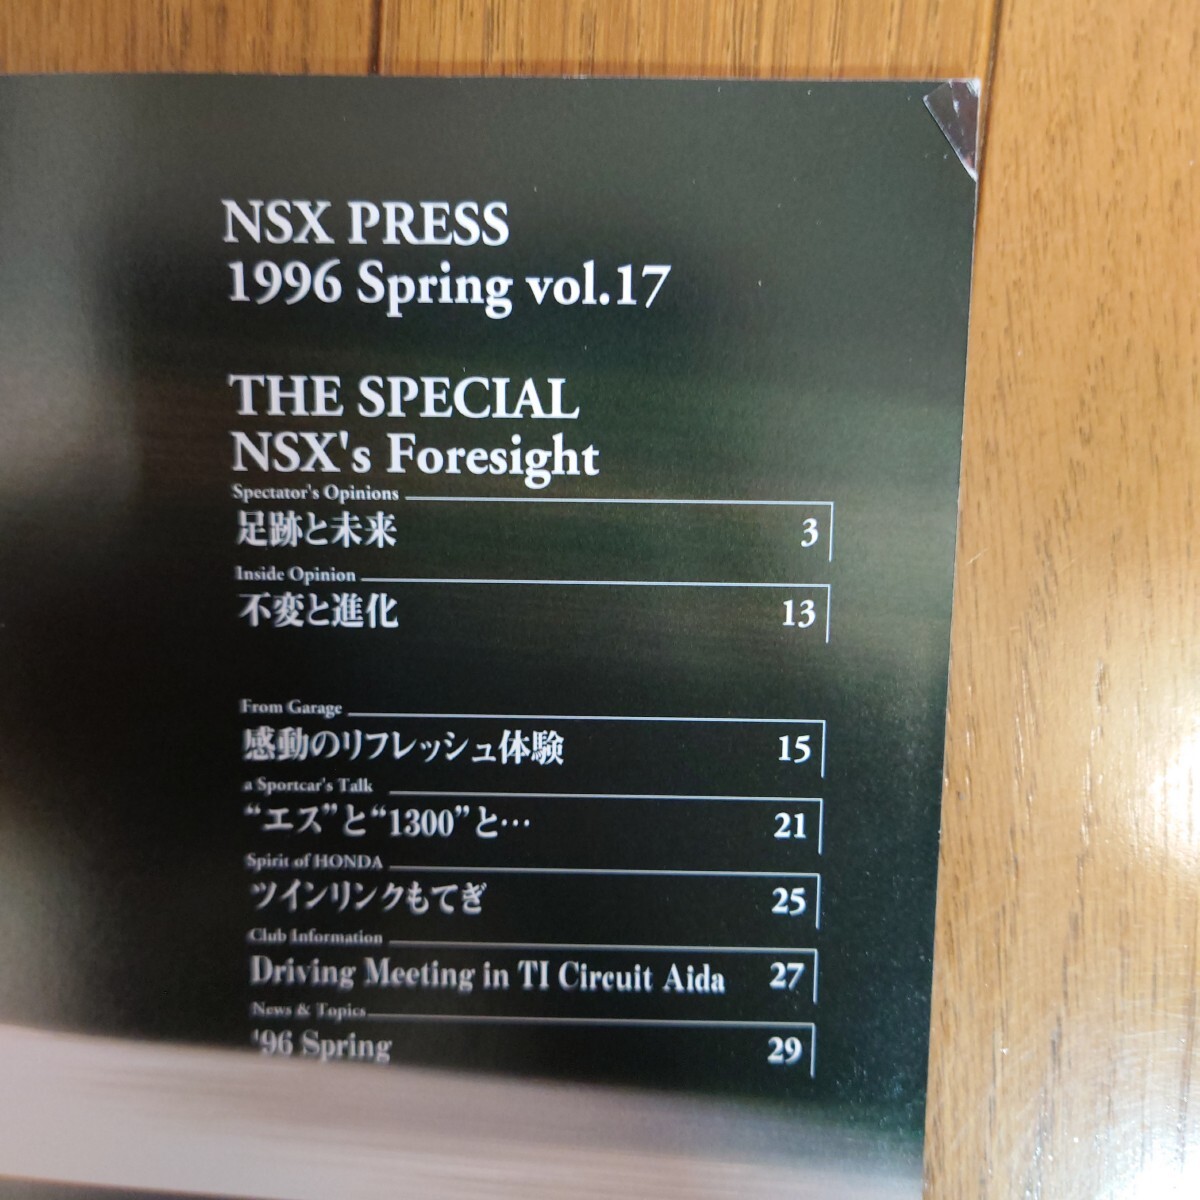 NSX PRESS
1996 Spring vol.17
THE SPECIAL
NSX's Foresight
Spectator's Opinions
足跡と未来 3
Inside Opinion
不変と進化 13
From Garage
感動のリフレッシュ体験 15
a Sportcar's Talk
“エス”と“1300”と… 21
Spirit of HONDA
ツインリンクもてぎ 25
Club Information
Driving Meeting in TI Circuit Aida 27
News & Topics
'96 Spring 29